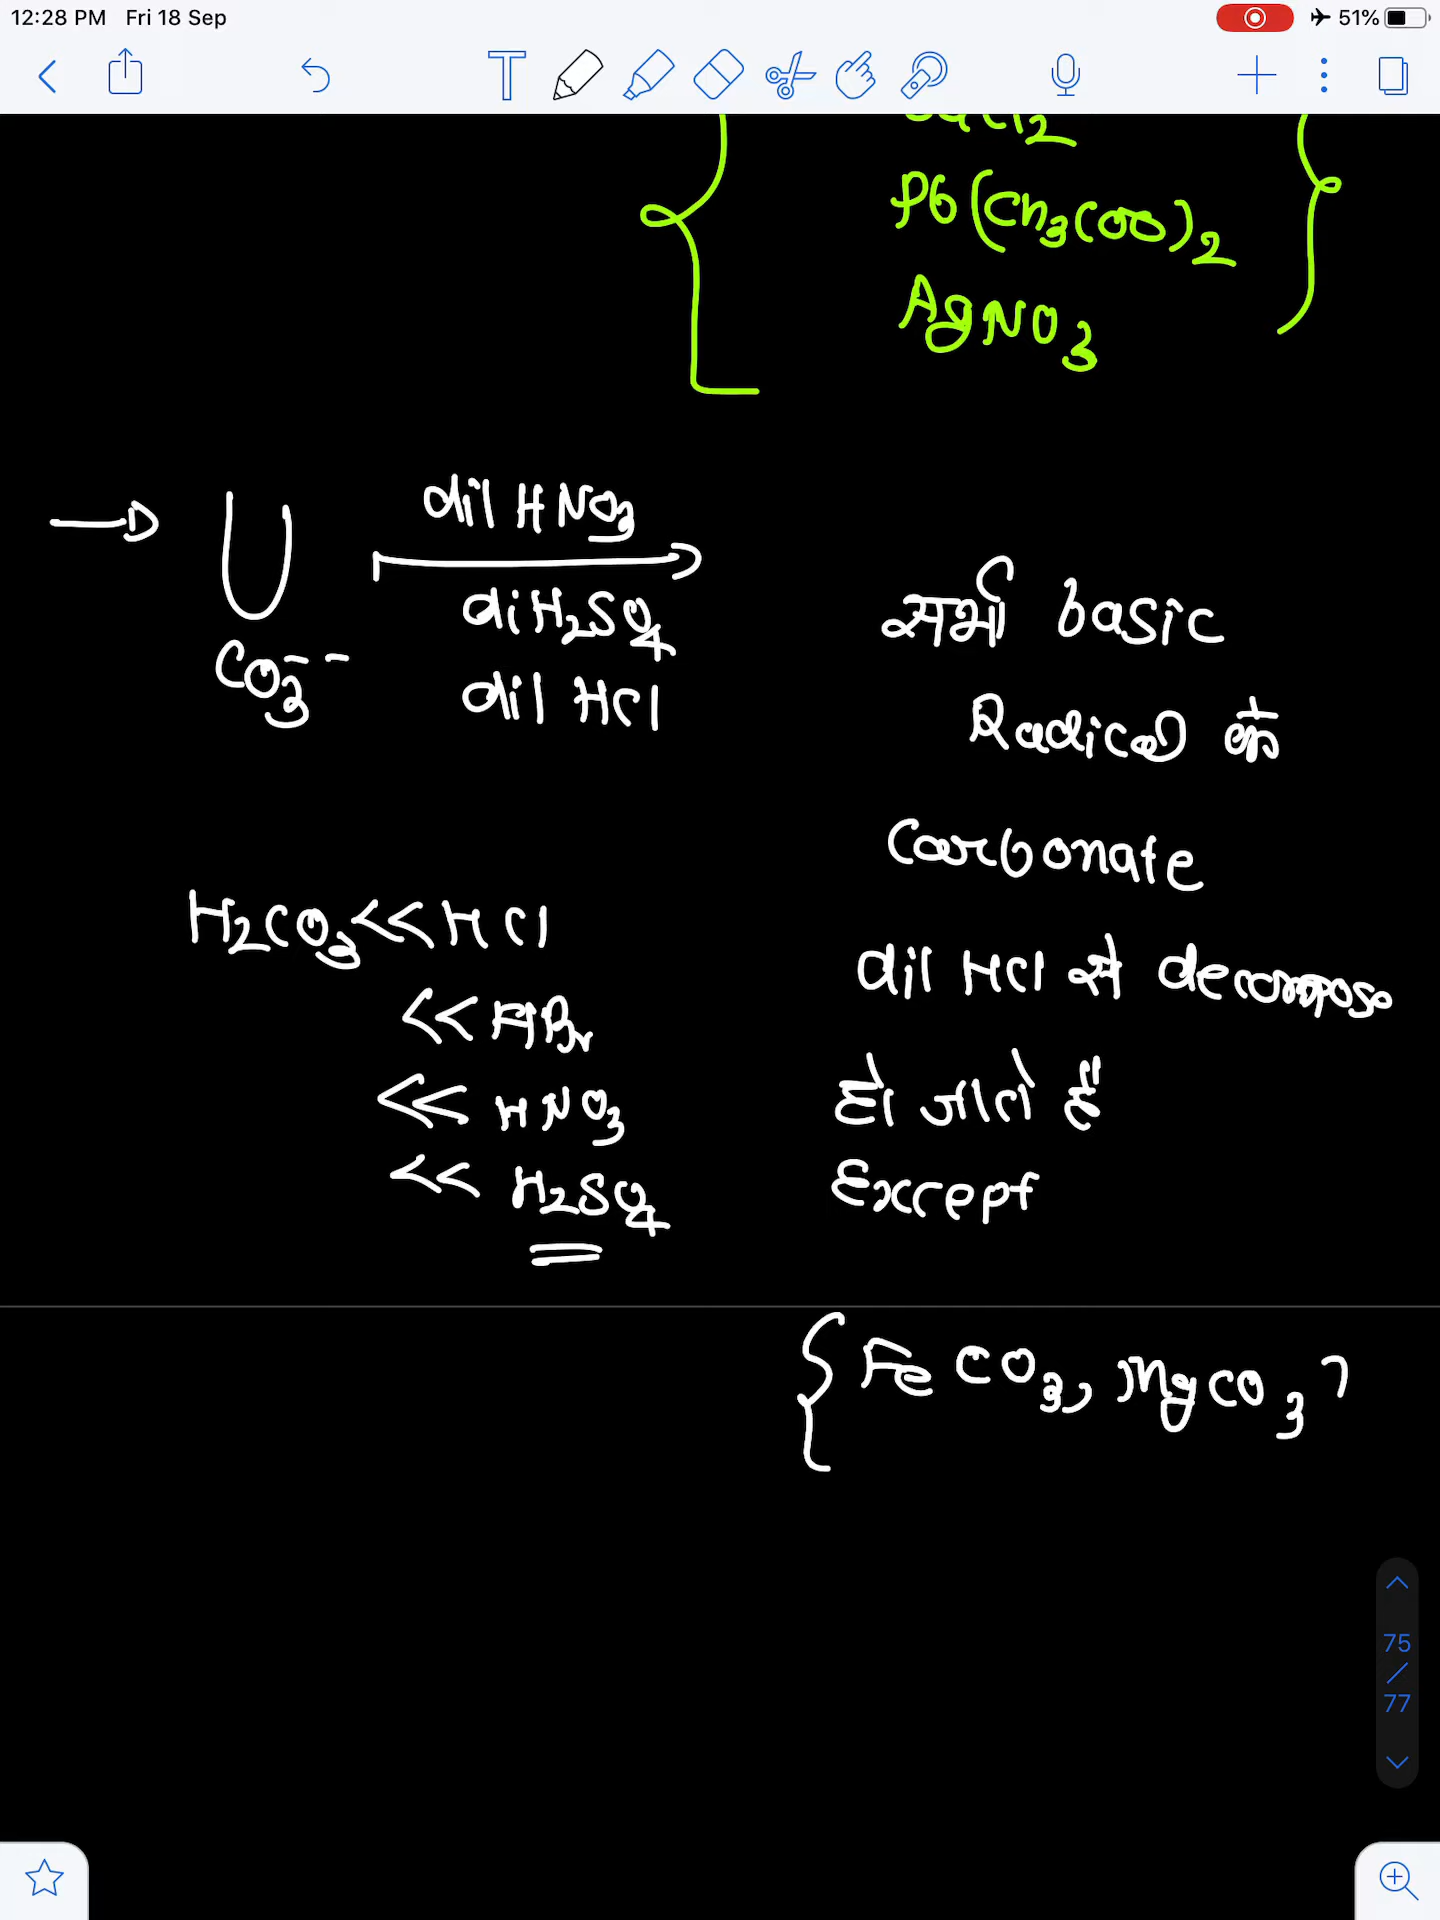 12:28 PM Fri 18 Sep
51%
T
Pb(CH3COO)2
AgNO3
dil HNO3
di H2SO4
dil HCl
CO3--
सभी basic
Radical के
Carbonate
dil HCl से decompose
हो जाते हैं
Except
H2CO3 << HCl
<< HBr
<< HNO3
<< H2SO4
{ FeCO3, MgCO3
75
/
77